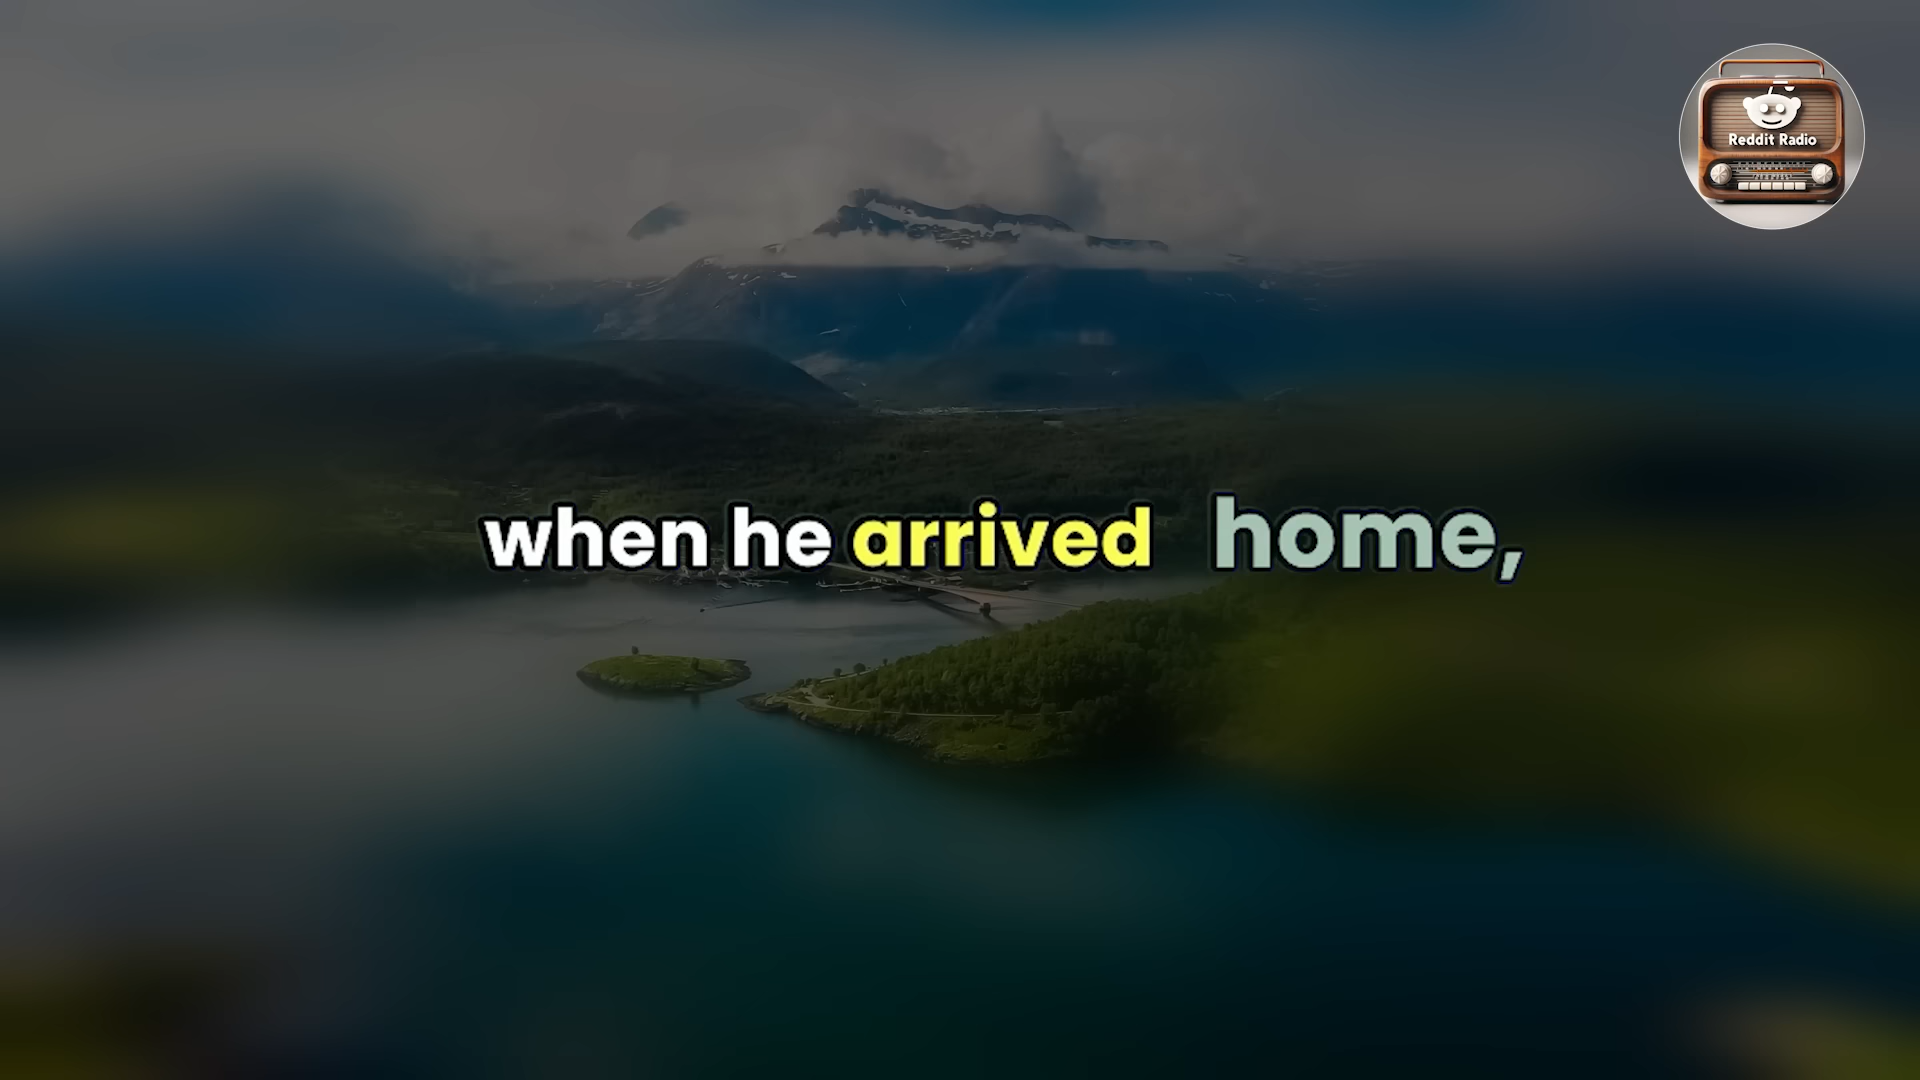 Reddit Radio
when he arrived home,